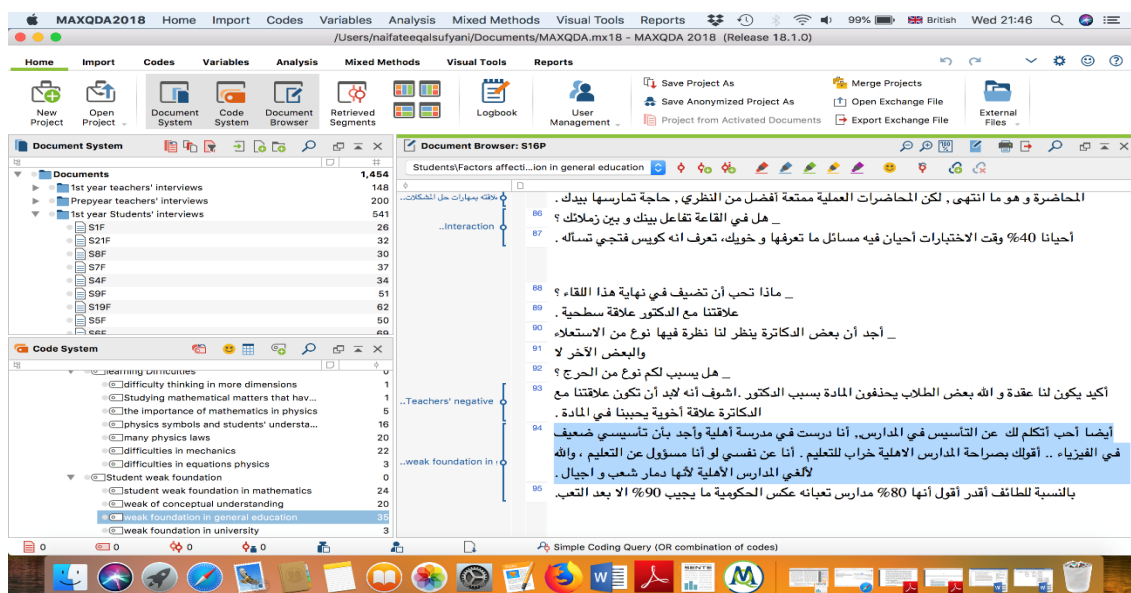 MAXQDA2018 Home Import Codes Variables Analysis Mixed Methods Visual Tools Reports 99% British Wed 21:46
/Users/naifateeqalsufyani/Documents/MAXQDA.mx18 - MAXQDA 2018 (Release 18.1.0)
Home Import Codes Variables Analysis Mixed Methods Visual Tools Reports
New Project
Open Project
Document System
Code System
Document Browser
Retrieved Segments
Logbook
User Management
Save Project As
Save Anonymized Project As
Project from Activated Documents
Merge Projects
Open Exchange File
Export Exchange File
External Files
Document System
Documents 1,454
1st year teachers' interviews 148
Prepyear teachers' interviews 200
1st year Students' interviews 541
S1F 26
S21F 32
S8F 30
S7F 37
S4F 34
S9F 51
S19F 62
S5F 50
S6F 69
Code System
learning Difficulties 0
difficulty thinking in more dimensions 1
Studying mathematical matters that hav... 1
the importance of mathematics in physics 5
physics symbols and students' understa... 16
many physics laws 20
difficulties in mechanics 22
difficulties in equations physics 3
Student weak foundation 0
student weak foundation in mathematics 24
weak of conceptual understanding 20
weak foundation in general education 35
weak foundation in university 3
Document Browser: S16P
Students\Factors affecti...ion in general education
..علاقته بمهارات حل المشكلات
..Interaction
..Teachers' negative
..weak foundation in
المحاضرة و هو ما انتهى , لكن المحاضرات العملية ممتعة أفضل من النظري , حاجة تمارسها بيدك .
86 _ هل في القاعة تفاعل بينك و بين زملائك ؟
87 أحيانا 40% وقت الاختبارات أحيان فيه مسائل ما تعرفها و خويك، تعرف انه كويس فتجي تسأله .
88 _ ماذا تحب أن تضيف في نهاية هذا اللقاء ؟
89 علاقتنا مع الدكتور علاقة سطحية .
90 _ أجد أن بعض الدكاترة ينظر لنا نظرة فيها نوع من الاستعلاء
91 والبعض الآخر لا
92 _ هل يسبب لكم نوع من الحرج ؟
93 أكيد يكون لنا عقدة و الله بعض الطلاب يحذفون المادة بسبب الدكتور .اشوف أنه لابد أن تكون علاقتنا مع
الدكاترة علاقة أخوية يحببنا في المادة .
94 أيضا أحب أتكلم لك عن التأسيس في المدارس, أنا درست في مدرسة أهلية وأجد بأن تأسيسي ضعيف
في الفيزياء .. أقولك بصراحة المدارس الاهلية خراب للتعليم . أنا عن نفسي لو أنا مسؤول عن التعليم ، والله
لألغي المدارس الأهلية لأنها دمار شعب و اجيال .
95 بالنسبة للطائف أقدر أقول أنها 80% مدارس تعبانه عكس الحكومية ما يجيب 90% الا بعد التعب.
0 0 0 0
Simple Coding Query (OR combination of codes)